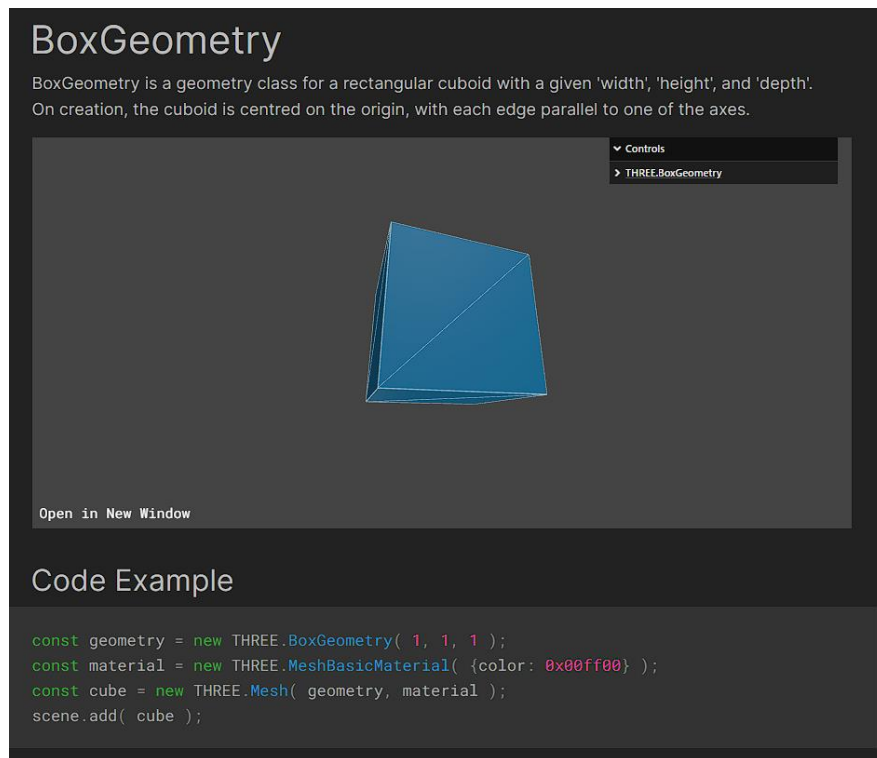 BoxGeometry
BoxGeometry is a geometry class for a rectangular cuboid with a given 'width', 'height', and 'depth'.
On creation, the cuboid is centred on the origin, with each edge parallel to one of the axes.
Controls
THREE.BoxGeometry
Open in New Window
Code Example
const geometry = new THREE.BoxGeometry( 1, 1, 1 );
const material = new THREE.MeshBasicMaterial( {color: 0x00ff00} );
const cube = new THREE.Mesh( geometry, material );
scene.add( cube );